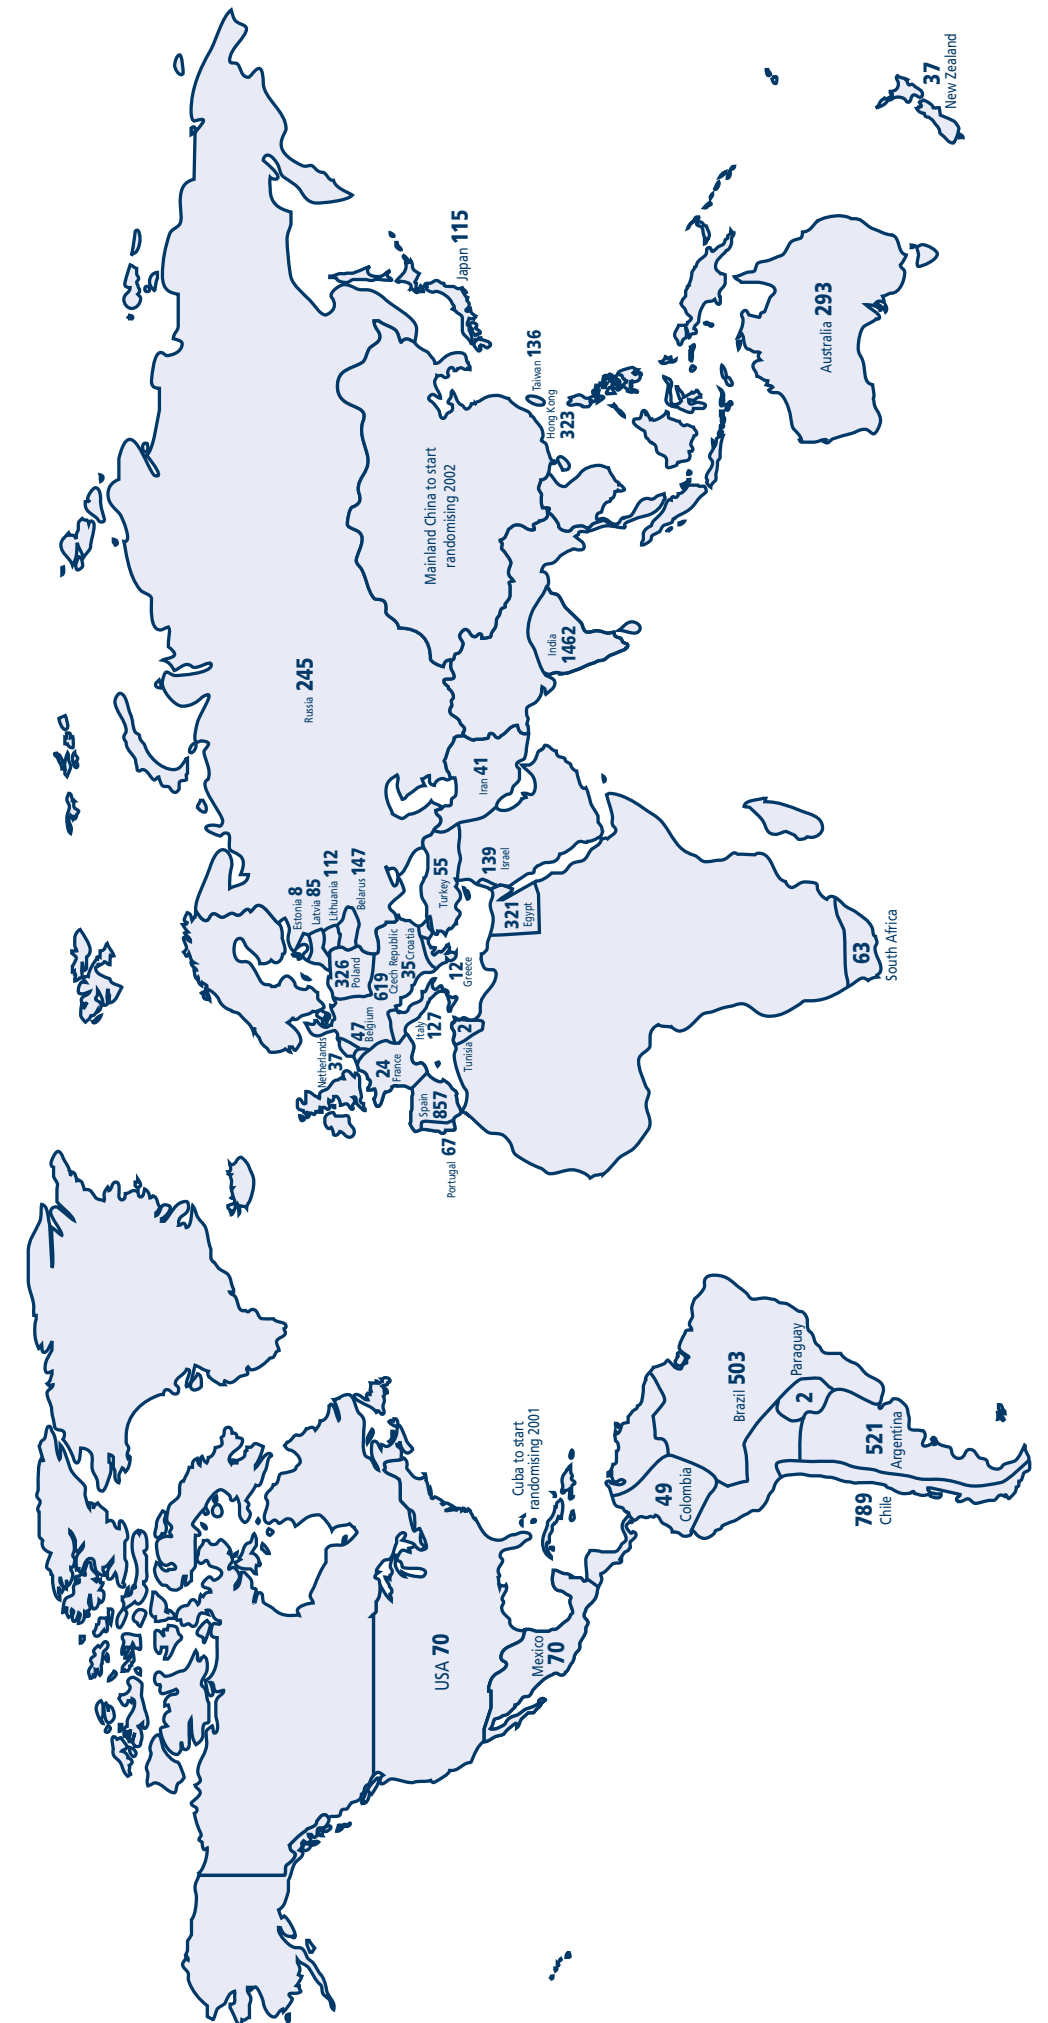 USA 70
Mexico
70
Cuba to start
randomising 2001
49
Colombia
Brazil 503
Paraguay
2
521
Argentina
789
Chile
Portugal 67
Spain
857
24
France
Netherlands
37
47
Belgium
Italy
127
Tunisia 2
326
Poland
619
Czech Republic
35 Croatia
12
Greece
Estonia 8
Latvia 85
Lithuania 112
Belarus 147
Turkey 55
321
Egypt
139
Israel
Iran 41
63
South Africa
Russia 245
India
1462
Mainland China to start
randomising 2002
Hong Kong
323
Taiwan 136
Japan 115
Australia 293
37
New Zealand